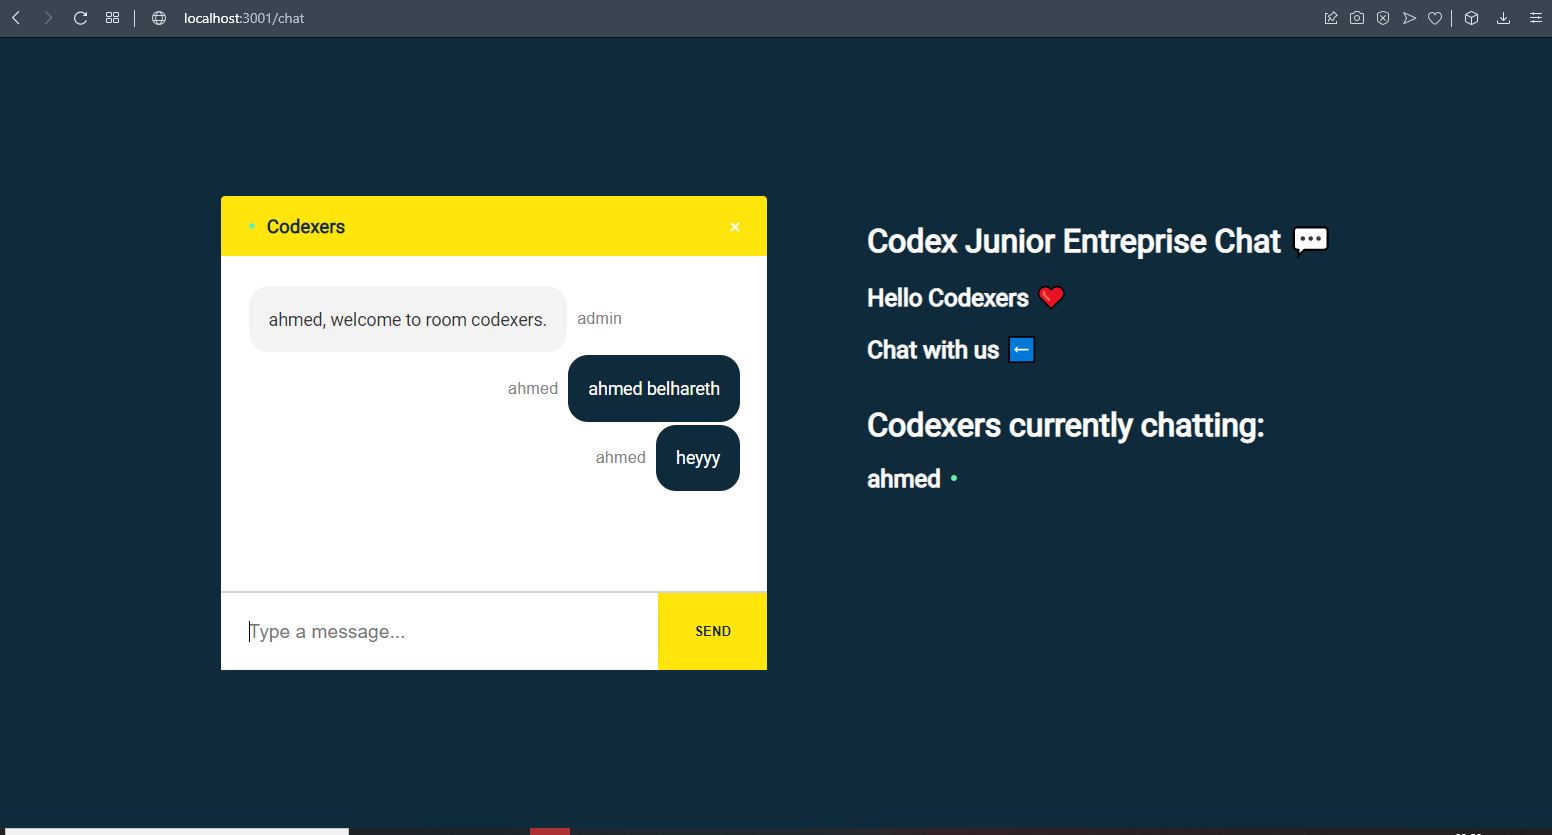 localhost:3001/chat
Codexers ×
ahmed, welcome to room codexers. admin
ahmed ahmed belhareth
ahmed heyyy
Type a message...
SEND
Codex Junior Entreprise Chat 💬
Hello Codexers ❤️
Chat with us ⬅️
Codexers currently chatting:
ahmed